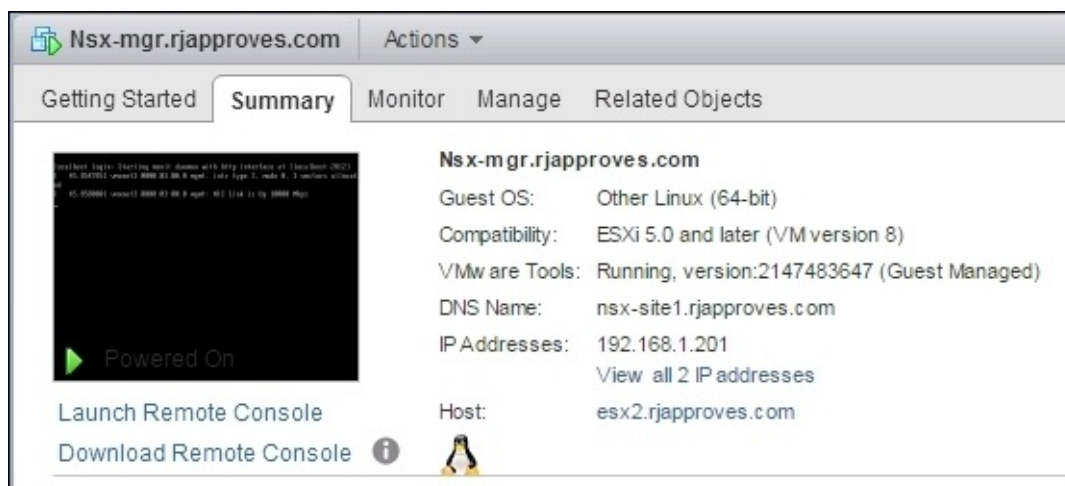 Nsx-mgr.rjapproves.com Actions
Getting Started Summary Monitor Manage Related Objects
Powered On
Launch Remote Console
Download Remote Console
Nsx-mgr.rjapproves.com
Guest OS: Other Linux (64-bit)
Compatibility: ESXi 5.0 and later (VM version 8)
VMware Tools: Running, version:2147483647 (Guest Managed)
DNS Name: nsx-site1.rjapproves.com
IP Addresses: 192.168.1.201
View all 2 IP addresses
Host: esx2.rjapproves.com